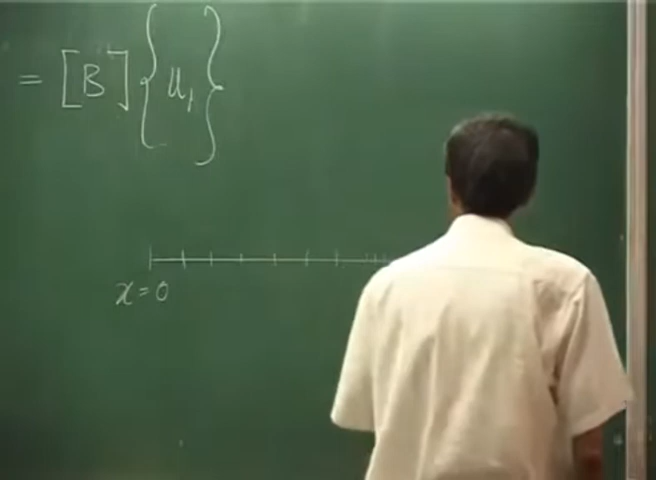 = [B] {u₁}
x = 0